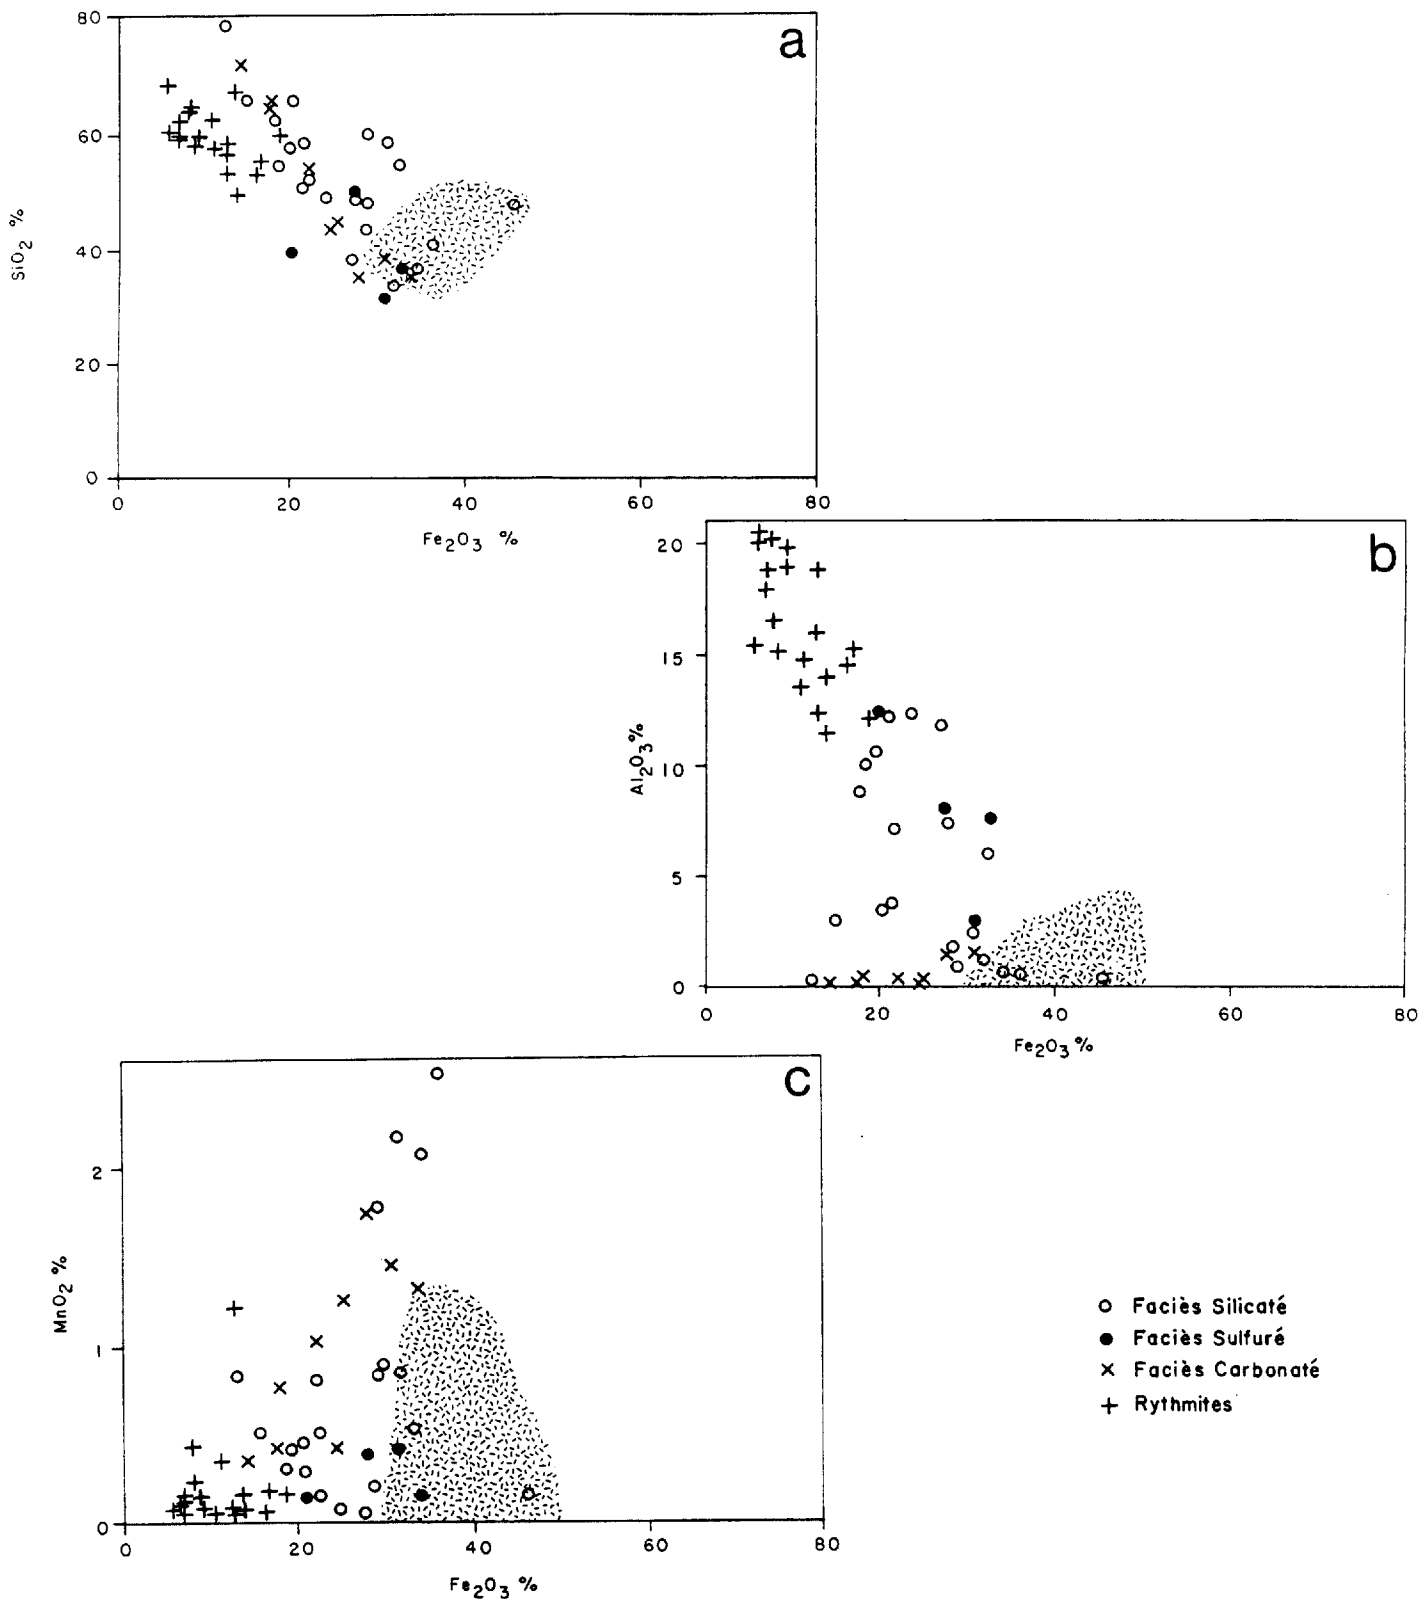 a
80
60
40
20
0
SiO2 %
0 20 40 60 80
Fe2O3 %
b
20
15
10
5
0
Al2O3%
0 20 40 60 80
Fe2O3%
c
2
1
0
MnO2 %
0 20 40 60 80
Fe2O3 %
Faciès Silicaté
Faciès Sulfuré
Faciès Carbonaté
Rythmites